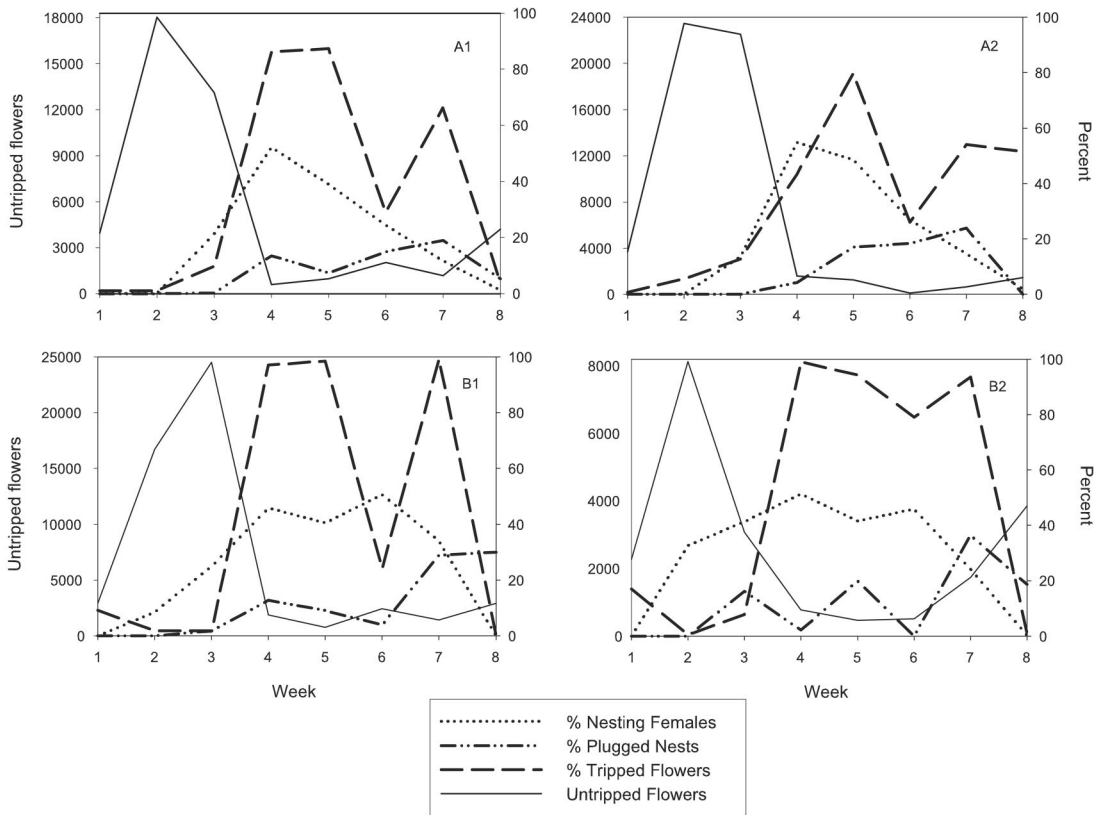 18000
15000
12000
9000
6000
3000
0
100
80
60
40
20
0
A1
1 2 3 4 5 6 7 8
Untripped flowers
24000
20000
16000
12000
8000
4000
0
100
80
60
40
20
0
A2
1 2 3 4 5 6 7 8
Percent
25000
20000
15000
10000
5000
0
100
80
60
40
20
0
B1
1 2 3 4 5 6 7 8
Untripped flowers
Week
8000
6000
4000
2000
0
100
80
60
40
20
0
B2
1 2 3 4 5 6 7 8
Percent
Week
% Nesting Females
% Plugged Nests
% Tripped Flowers
Untripped Flowers